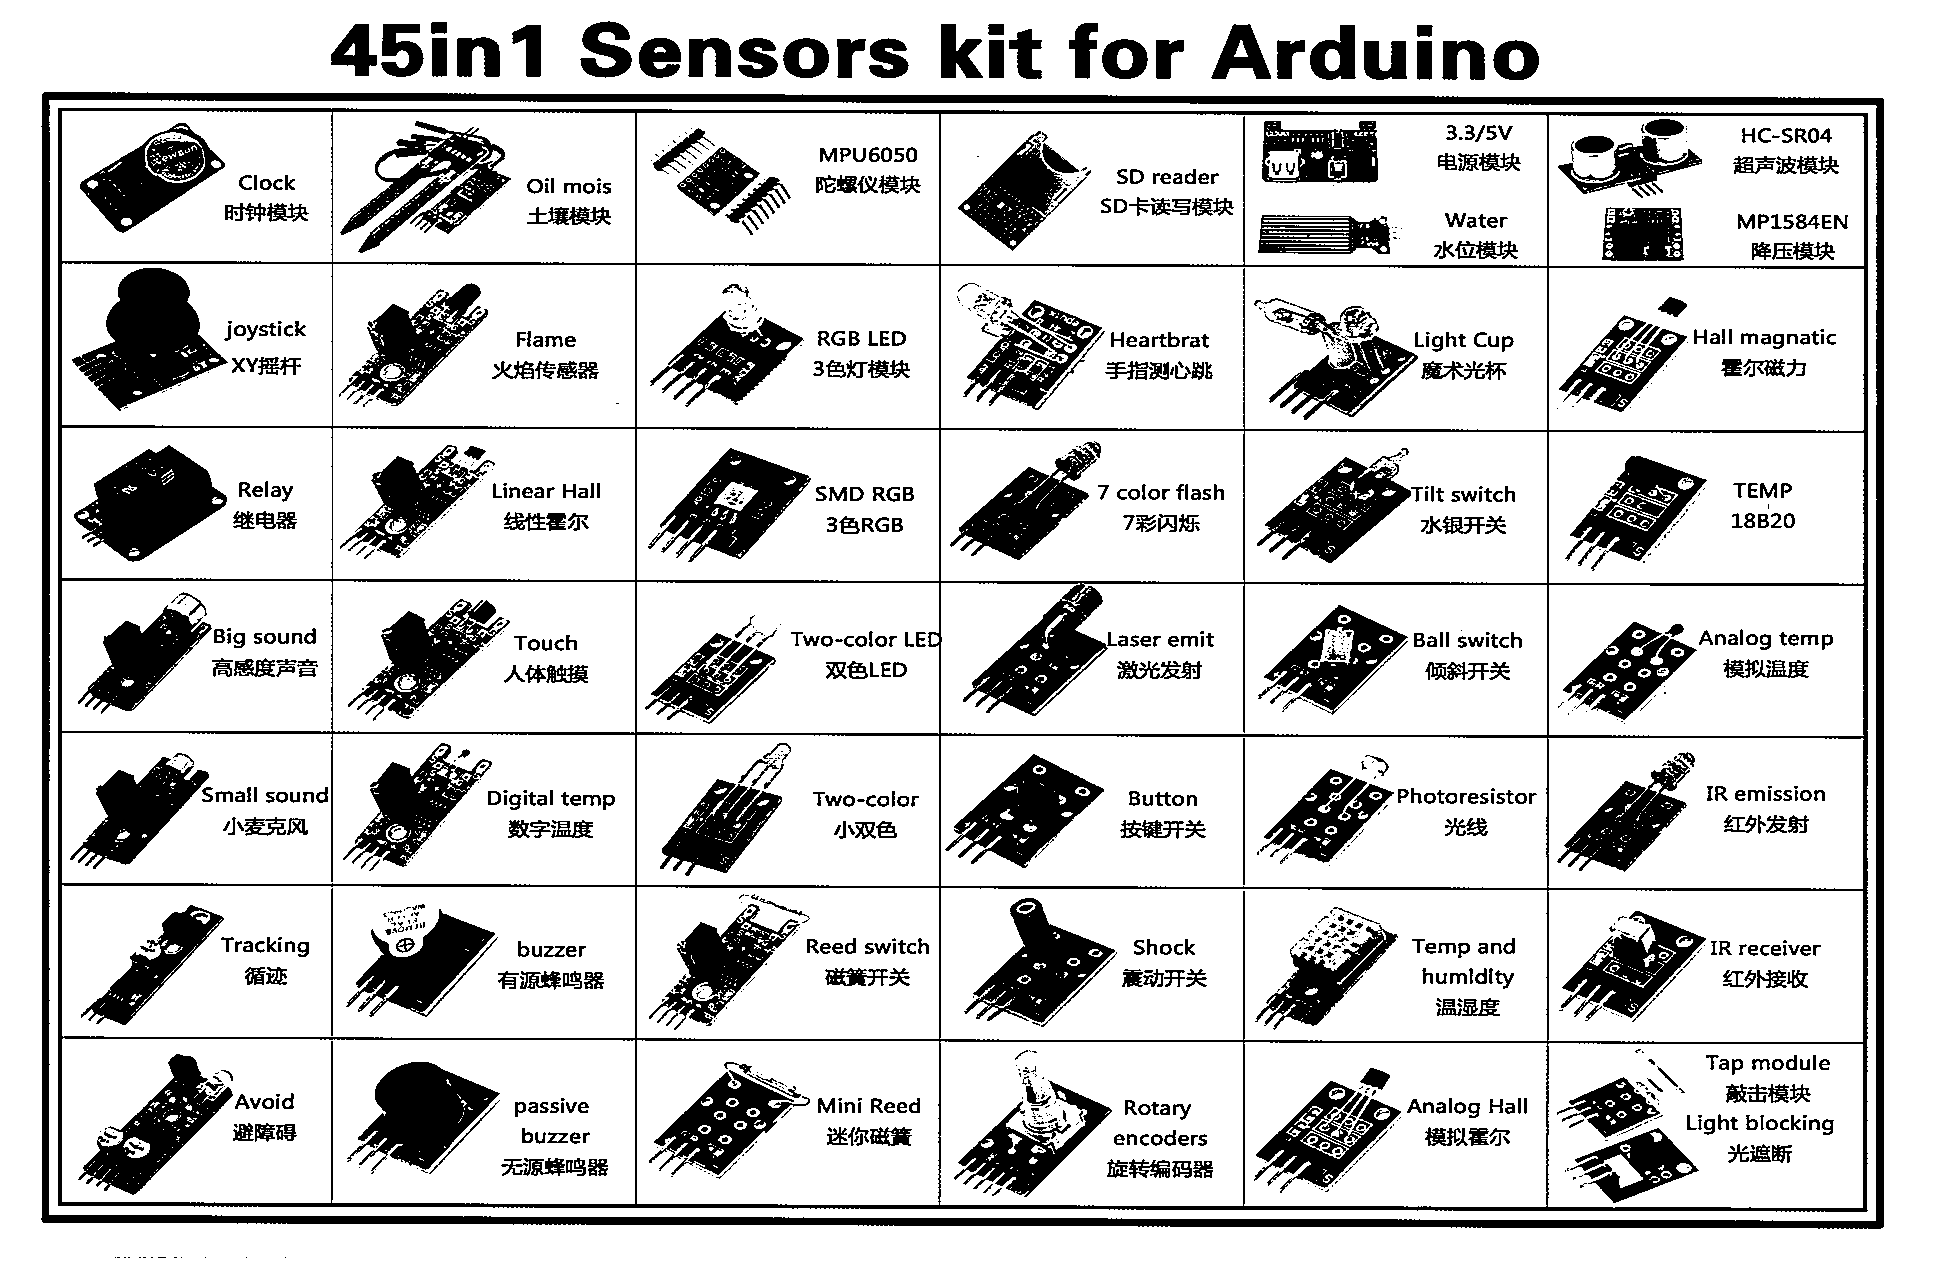 45in1 Sensors kit for Arduino
Clock
时钟模块
Oil mois
土壤模块
MPU6050
陀螺仪模块
SD reader
SD卡读写模块
3.3/5V
电源模块
Water
水位模块
HC-SR04
超声波模块
MP1584EN
降压模块
joystick
XY摇杆
Flame
火焰传感器
RGB LED
3色灯模块
Heartbrat
手指测心跳
Light Cup
魔术光杯
Hall magnatic
霍尔磁力
Relay
继电器
Linear Hall
线性霍尔
SMD RGB
3色RGB
7 color flash
7彩闪烁
Tilt switch
水银开关
TEMP
18B20
Big sound
高感度声音
Touch
人体触摸
Two-color LED
双色LED
Laser emit
激光发射
Ball switch
倾斜开关
Analog temp
模拟温度
Small sound
小麦克风
Digital temp
数字温度
Two-color
小双色
Button
按键开关
Photoresistor
光线
IR emission
红外发射
Tracking
循迹
buzzer
有源蜂鸣器
Reed switch
磁簧开关
Shock
震动开关
Temp and
humidity
温湿度
IR receiver
红外接收
Avoid
避障碍
passive
buzzer
无源蜂鸣器
Mini Reed
迷你磁簧
Rotary
encoders
旋转编码器
Analog Hall
模拟霍尔
Tap module
敲击模块
Light blocking
光遮断